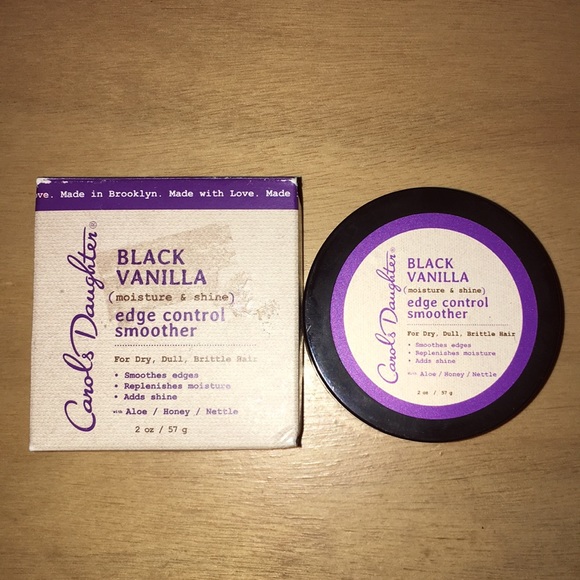 ve. Made in Brooklyn. Made with Love. Made
Carol's Daughter®
BLACK
VANILLA
(moisture & shine)
edge control
smoother
For Dry, Dull, Brittle Hair
• Smoothes edges
• Replenishes moisture
• Adds shine
with Aloe / Honey / Nettle
2 oz / 57 g
Carol's Daughter®
BLACK
VANILLA
(moisture & shine)
edge control
smoother
For Dry, Dull, Brittle Hair
• Smoothes edges
• Replenishes moisture
• Adds shine
with Aloe / Honey / Nettle
2 oz / 57 g